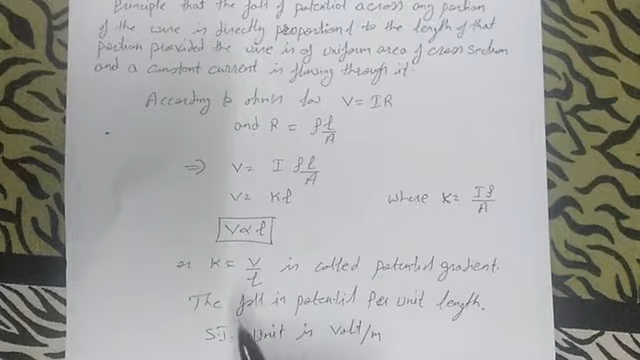 Principle that the fall of potential across any portion
of the wire is directly proportional to the length of that
portion provided the wire is of uniform area of cross section
and a constant current is flowing through it.
According to ohms law V = IR
and R = ρl/A
⇒ V = I ρl/A
V = Kl where K = Iρ/A
V ∝ l
or K = V/l is called potential gradient.
The fall in potential Per unit length.
S.I. Unit is Volt/m